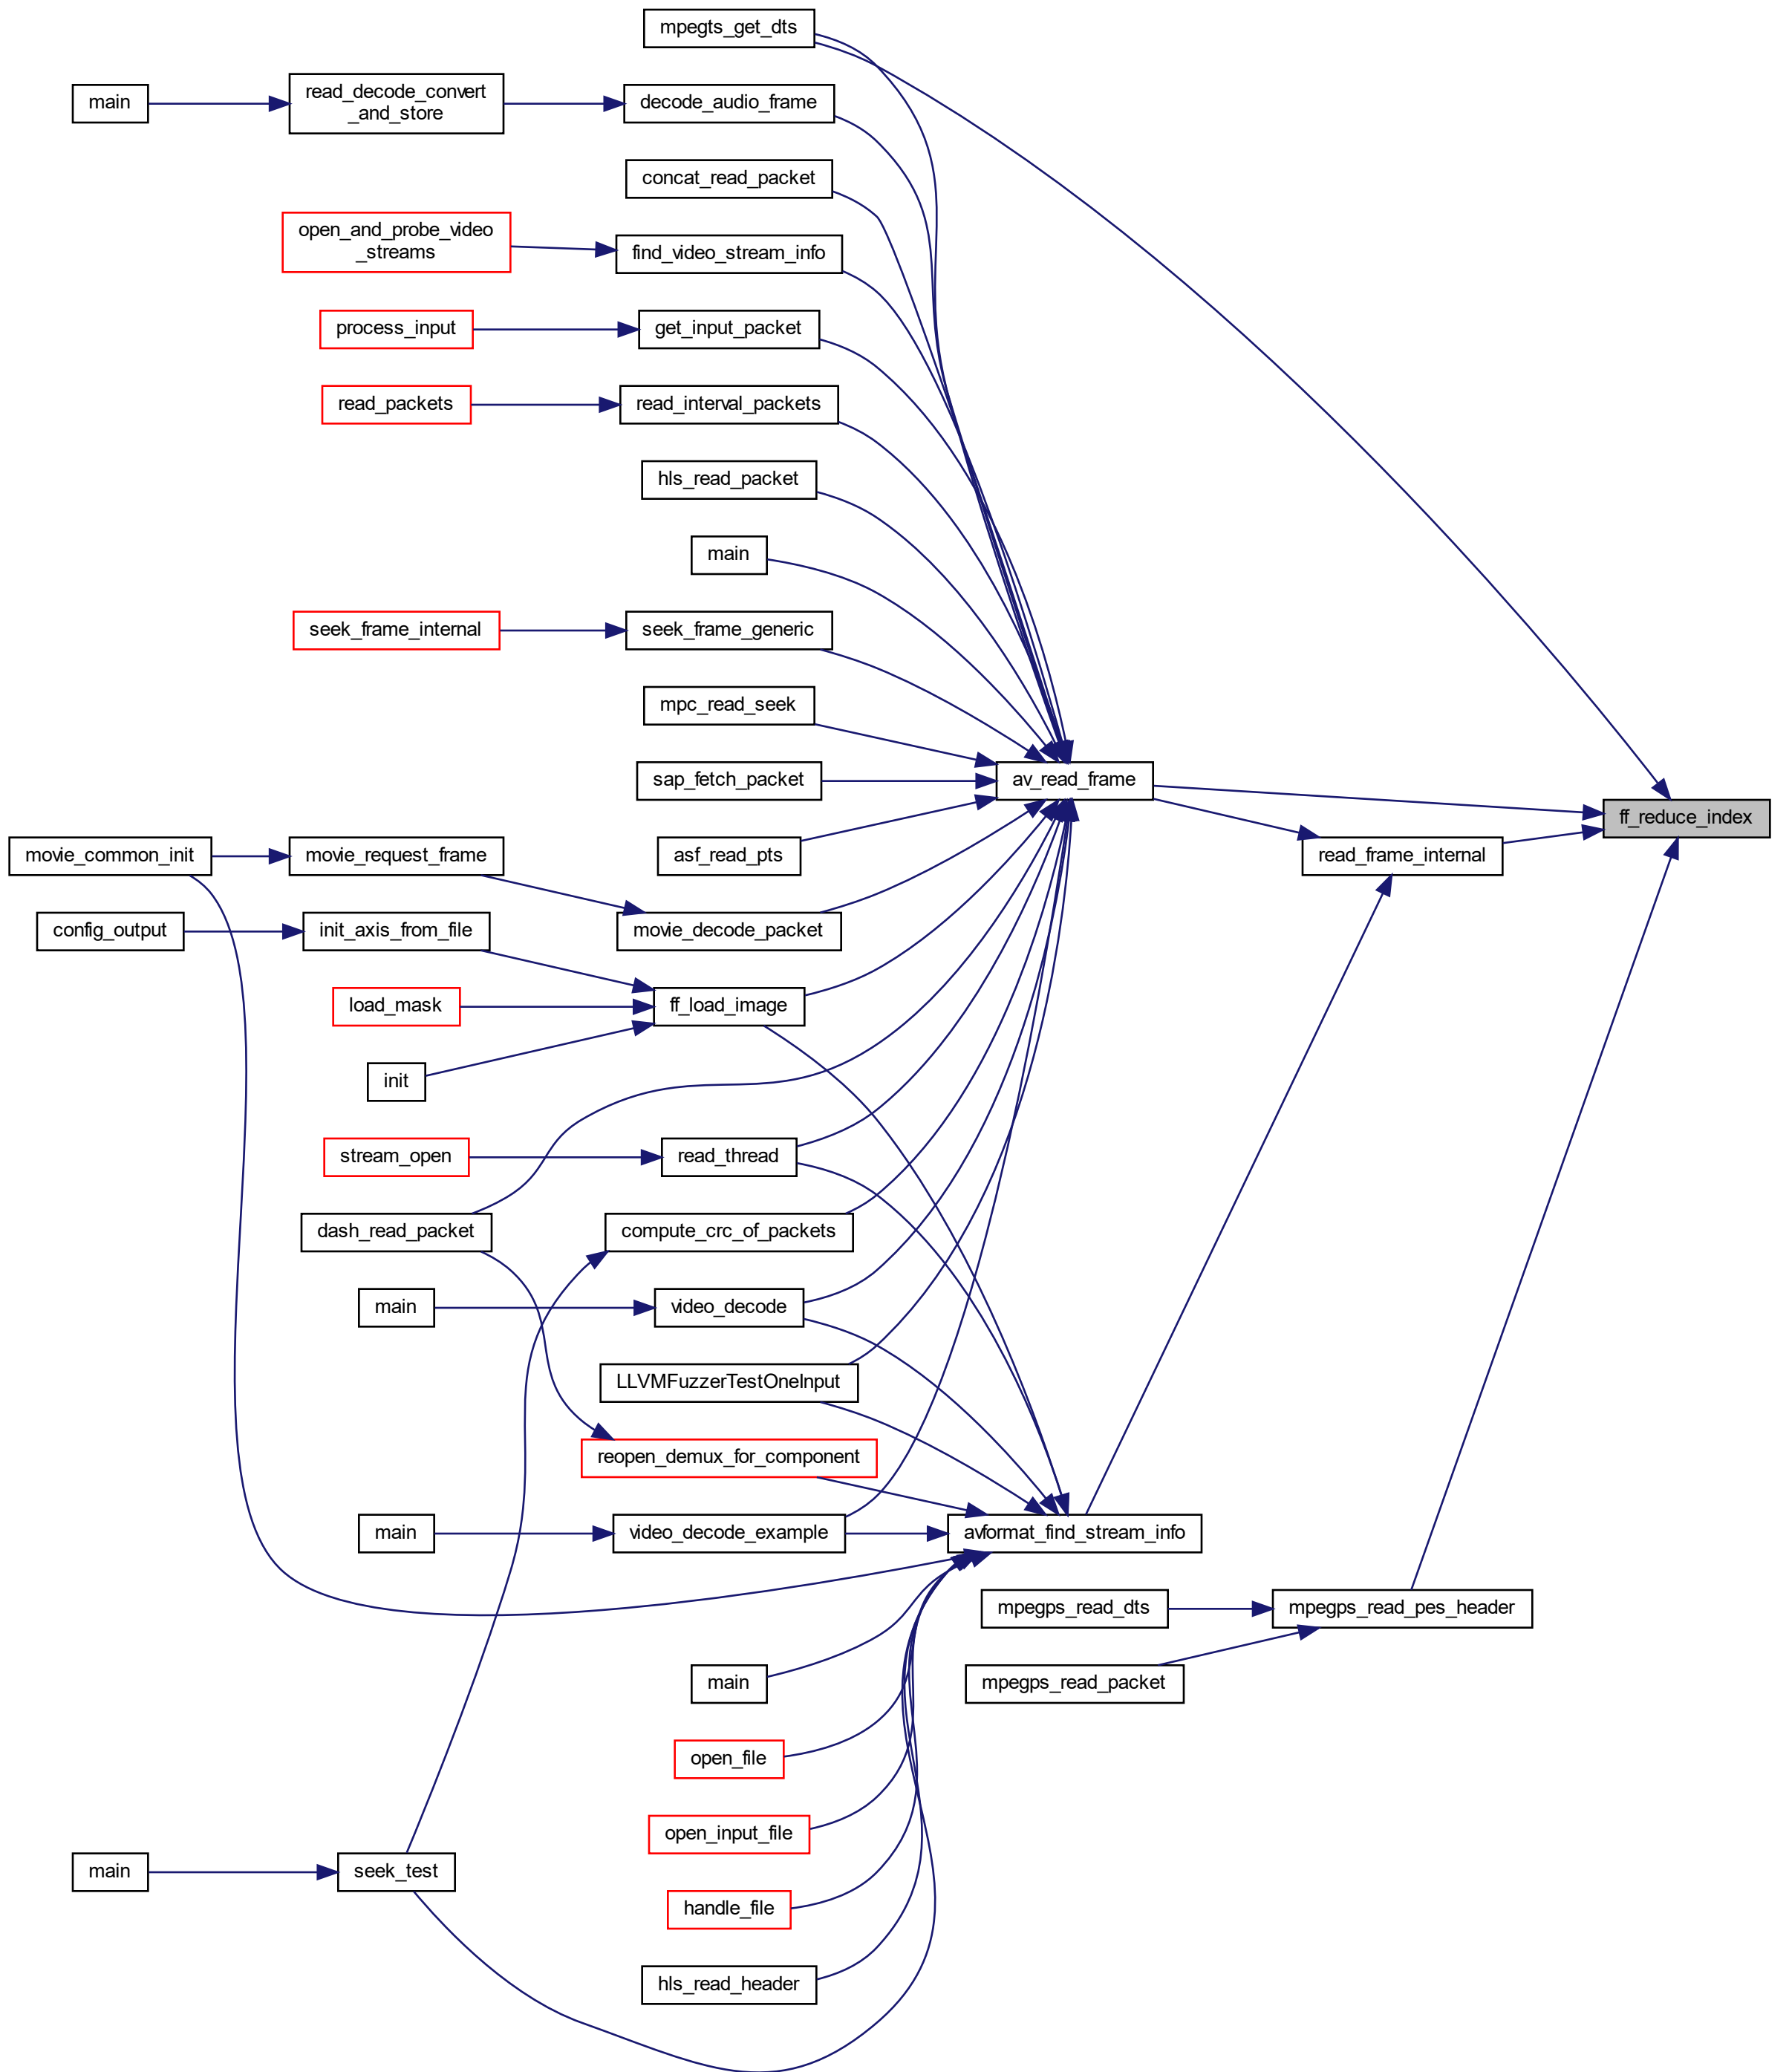 mpegts_get_dts
main
read_decode_convert
_and_store
decode_audio_frame
concat_read_packet
open_and_probe_video
_streams
find_video_stream_info
process_input
get_input_packet
read_packets
read_interval_packets
hls_read_packet
main
seek_frame_internal
seek_frame_generic
mpc_read_seek
sap_fetch_packet
av_read_frame
ff_reduce_index
movie_common_init
movie_request_frame
asf_read_pts
read_frame_internal
config_output
init_axis_from_file
movie_decode_packet
load_mask
ff_load_image
init
stream_open
read_thread
dash_read_packet
compute_crc_of_packets
main
video_decode
LLVMFuzzerTestOneInput
reopen_demux_for_component
main
video_decode_example
avformat_find_stream_info
mpegps_read_dts
mpegps_read_pes_header
main
mpegps_read_packet
open_file
open_input_file
main
seek_test
handle_file
hls_read_header